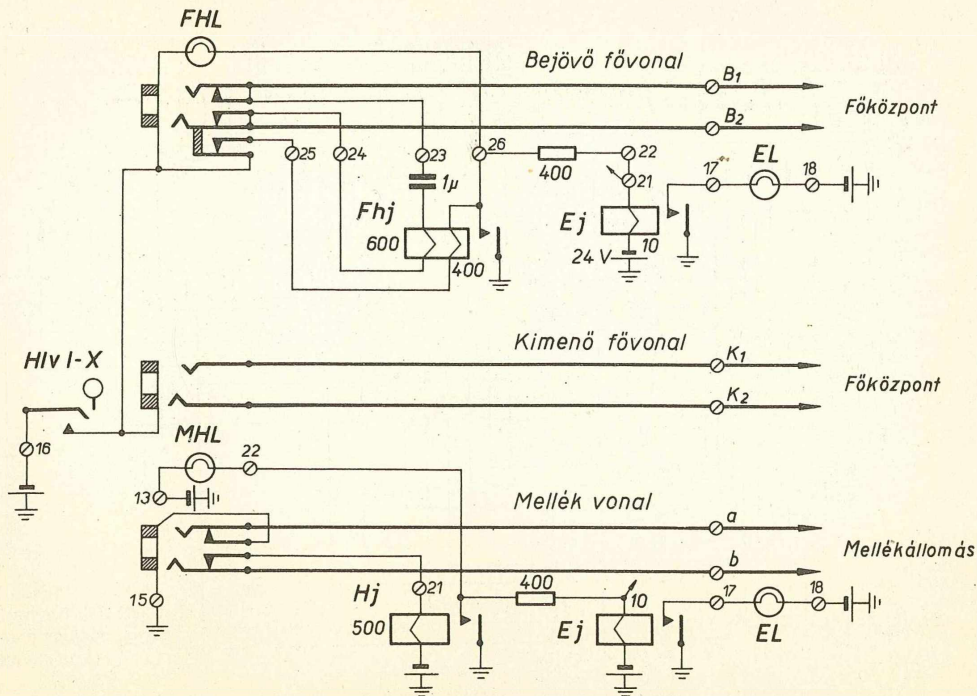 FHL
Bejövő fővonal
B1
Főközpont
B2
25
24
23
26
22
EL
400
17
18
1μ
21
Fhj
Ej
600
400
10
24 V
Kimenő fővonal
K1
HIv I-X
Főközpont
K2
16
MHL
22
13
Mellék vonal
a
Mellékállomás
b
15
Hj
21
400
10
17
18
500
Ej
EL